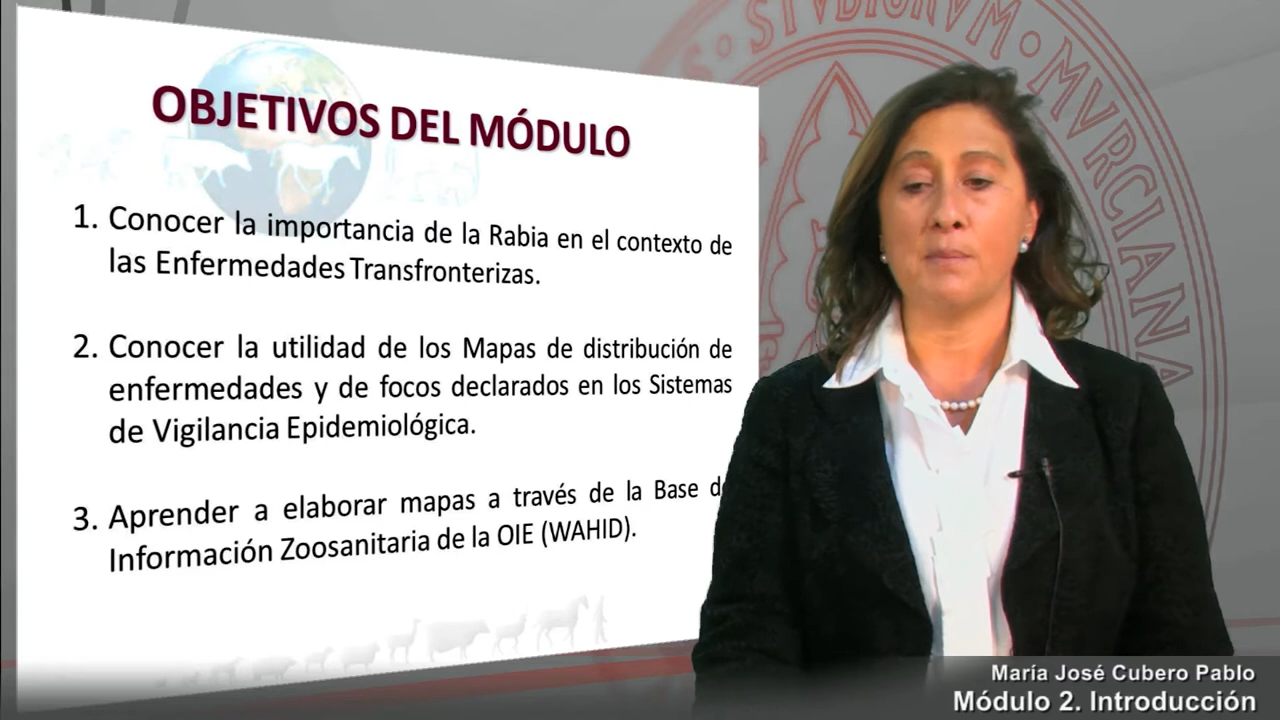 OBJETIVOS DEL MÓDULO
1. Conocer la importancia de la Rabia en el contexto de
las Enfermedades Transfronterizas.
2. Conocer la utilidad de los Mapas de distribución de
enfermedades y de focos declarados en los Sistemas
de Vigilancia Epidemiológica.
3. Aprender a elaborar mapas a través de la Base de
Información Zoosanitaria de la OIE (WAHID).
STVDIORVM MVRCIANA
María José Cubero Pablo
Módulo 2. Introducción